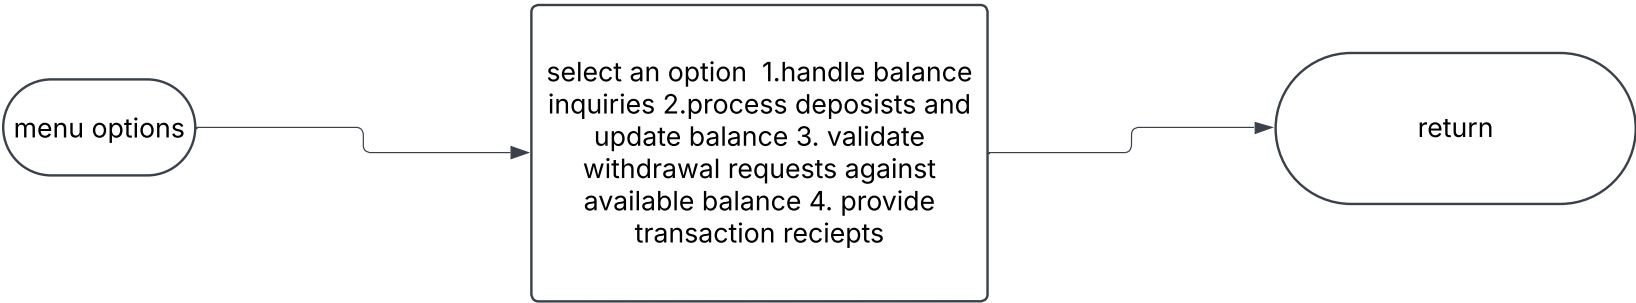 menu options
select an option  1.handle balance
inquiries 2.process deposists and
update balance 3. validate
withdrawal requests against
available balance 4. provide
transaction reciepts
return